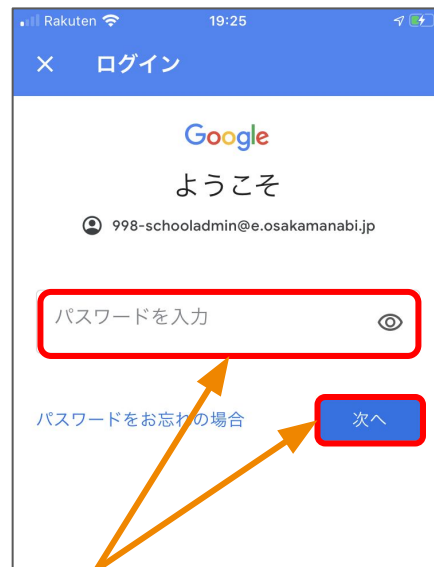 Rakuten 19:25
ログイン
Google
ようこそ
998-schooladmin@e.osakamanabi.jp
パスワードを入力
パスワードをお忘れの場合 次へ